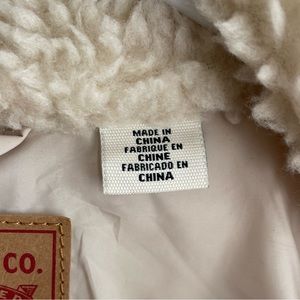 MADE IN
CHINA
FABRIQUE EN
CHINE
FABRICADO EN
CHINA
CO.